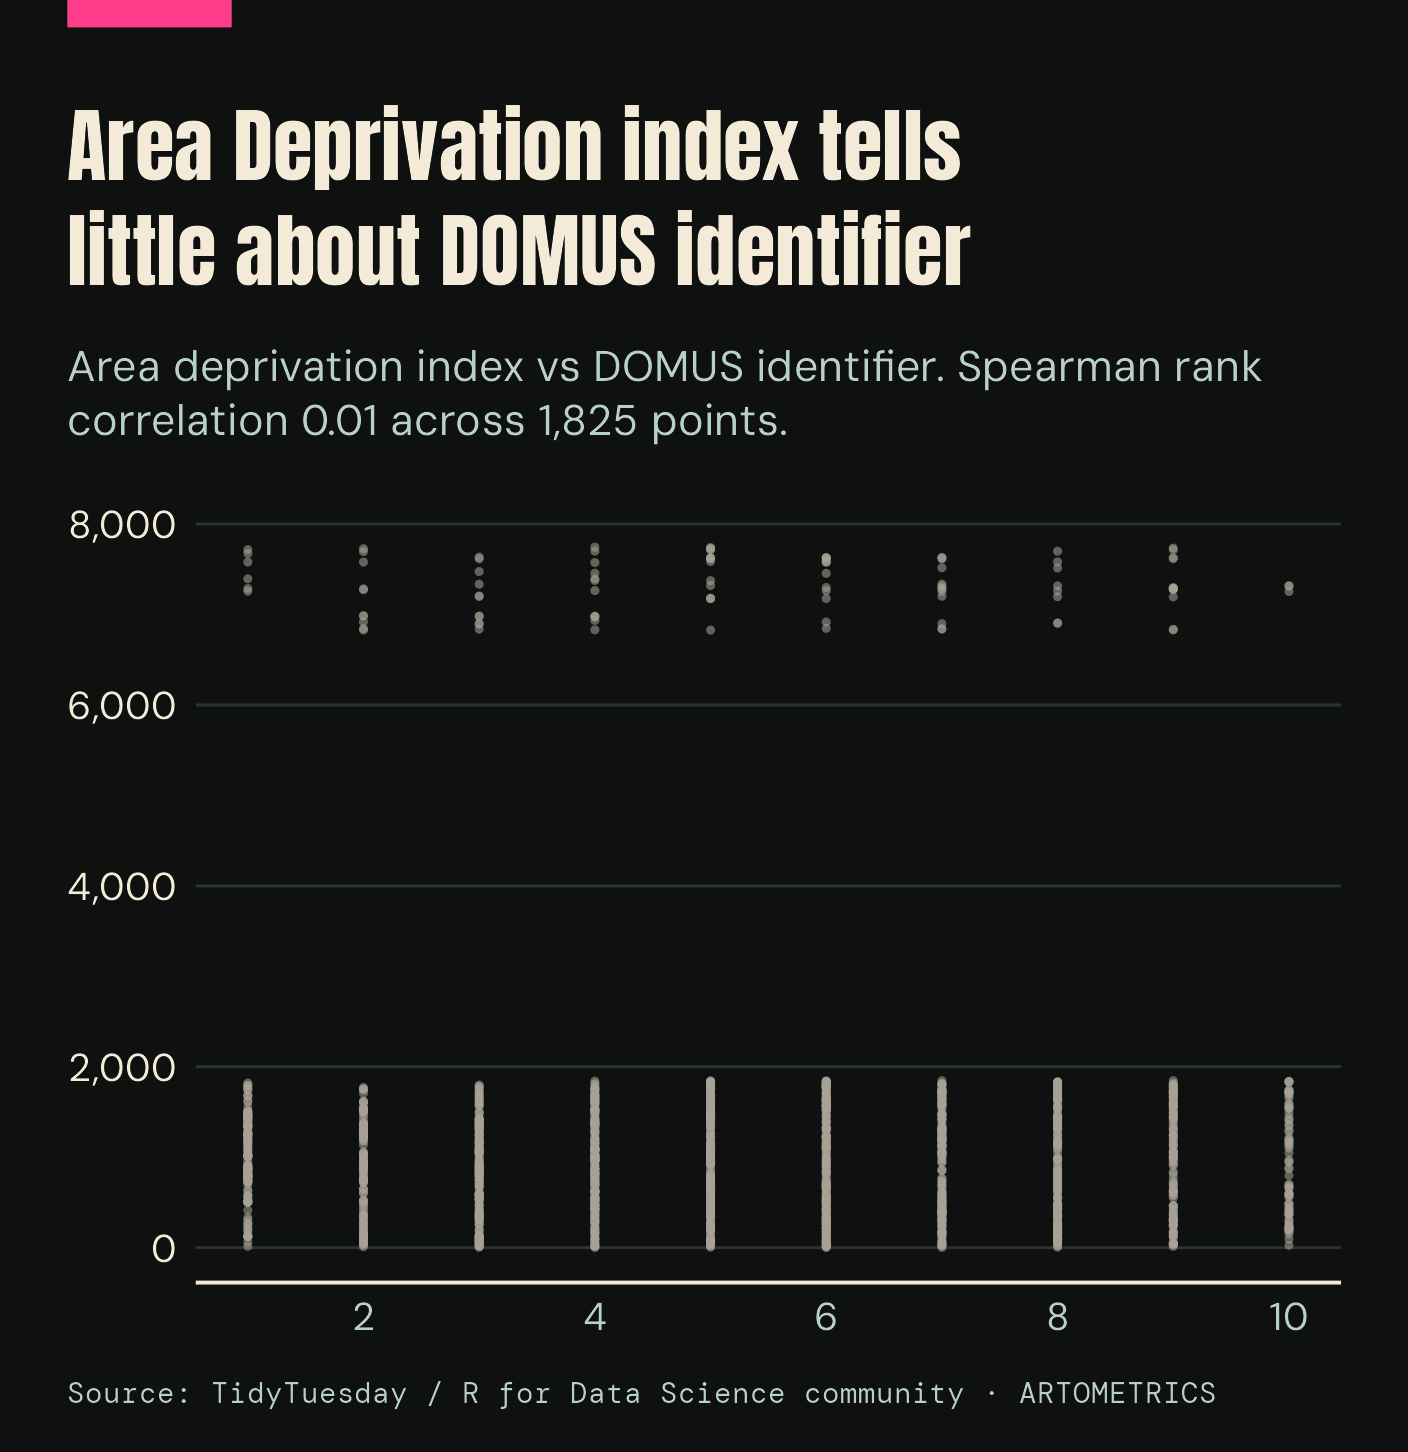 Area Deprivation index tells
little about DOMUS identifier
Area deprivation index vs DOMUS identifier. Spearman rank
correlation 0.01 across 1,825 points.
8,000
6,000
4,000
2,000
0
2 4 6 8 10
Source: TidyTuesday / R for Data Science community · ARTOMETRICS